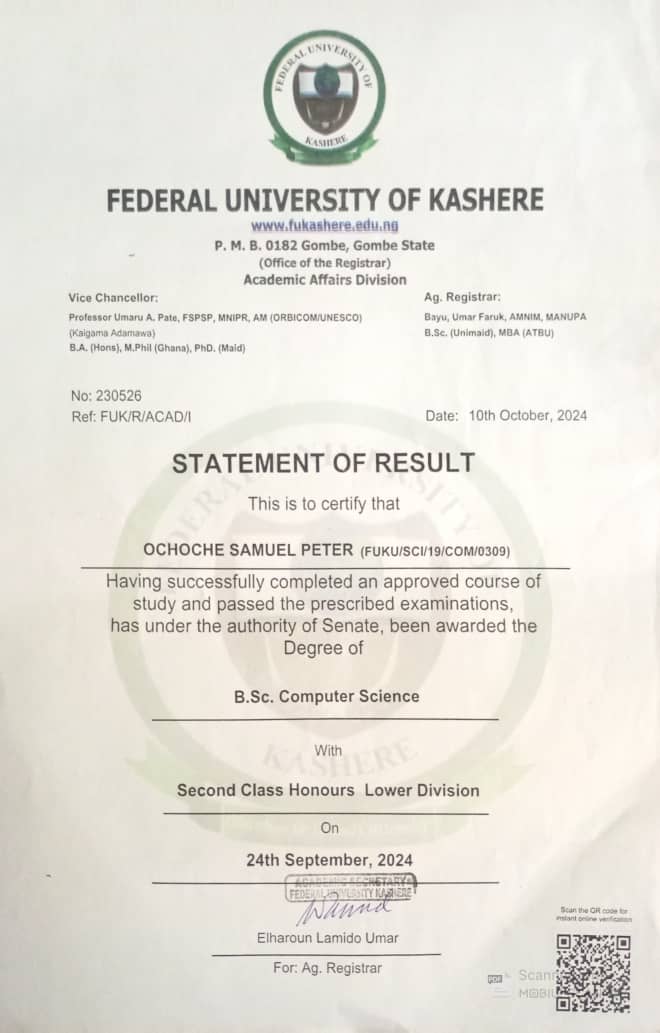 FEDERAL UNIVERSITY OF
KASHERE
FEDERAL UNIVERSITY OF KASHERE
www.fukashere.edu.ng
P. M. B. 0182 Gombe, Gombe State
(Office of the Registrar)
Academic Affairs Division
Vice Chancellor:
Professor Umaru A. Pate, FSPSP, MNIPR, AM (ORBICOM/UNESCO)
(Kaigama Adamawa)
B.A. (Hons), M.Phil (Ghana), PhD. (Maid)
Ag. Registrar:
Bayu, Umar Faruk, AMNIM, MANUPA
B.Sc. (Unimaid), MBA (ATBU)
No: 230526
Ref: FUK/R/ACAD/I
Date: 10th October, 2024
STATEMENT OF RESULT
This is to certify that
OCHOCHE SAMUEL PETER (FUKU/SCI/19/COM/0309)
Having successfully completed an approved course of
study and passed the prescribed examinations,
has under the authority of Senate, been awarded the
Degree of
B.Sc. Computer Science
With
KASHERE
Second Class Honours Lower Division
On
24th September, 2024
ACADEMIC SECRETARY
FEDERAL UNIVERSITY KASHERE
Elharoun Lamido Umar
For: Ag. Registrar
Scan the QR code for
instant online verification
PDF